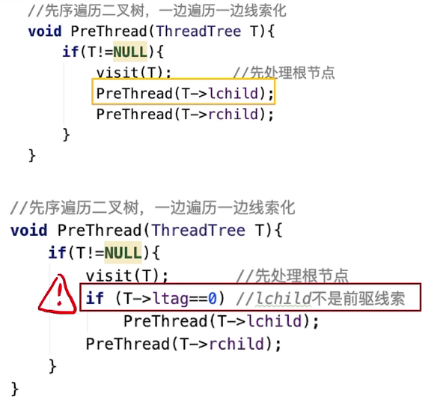 //先序遍历二叉树，一边遍历一边线索化
void PreThread(ThreadTree T){
if(T!=NULL){
visit(T); //先处理根节点
PreThread(T->lchild);
PreThread(T->rchild);
}
}
//先序遍历二叉树，一边遍历一边线索化
void PreThread(ThreadTree T){
if(T!=NULL){
visit(T); //先处理根节点
if (T->ltag==0) //lchild不是前驱线索
PreThread(T->lchild);
PreThread(T->rchild);
}
}